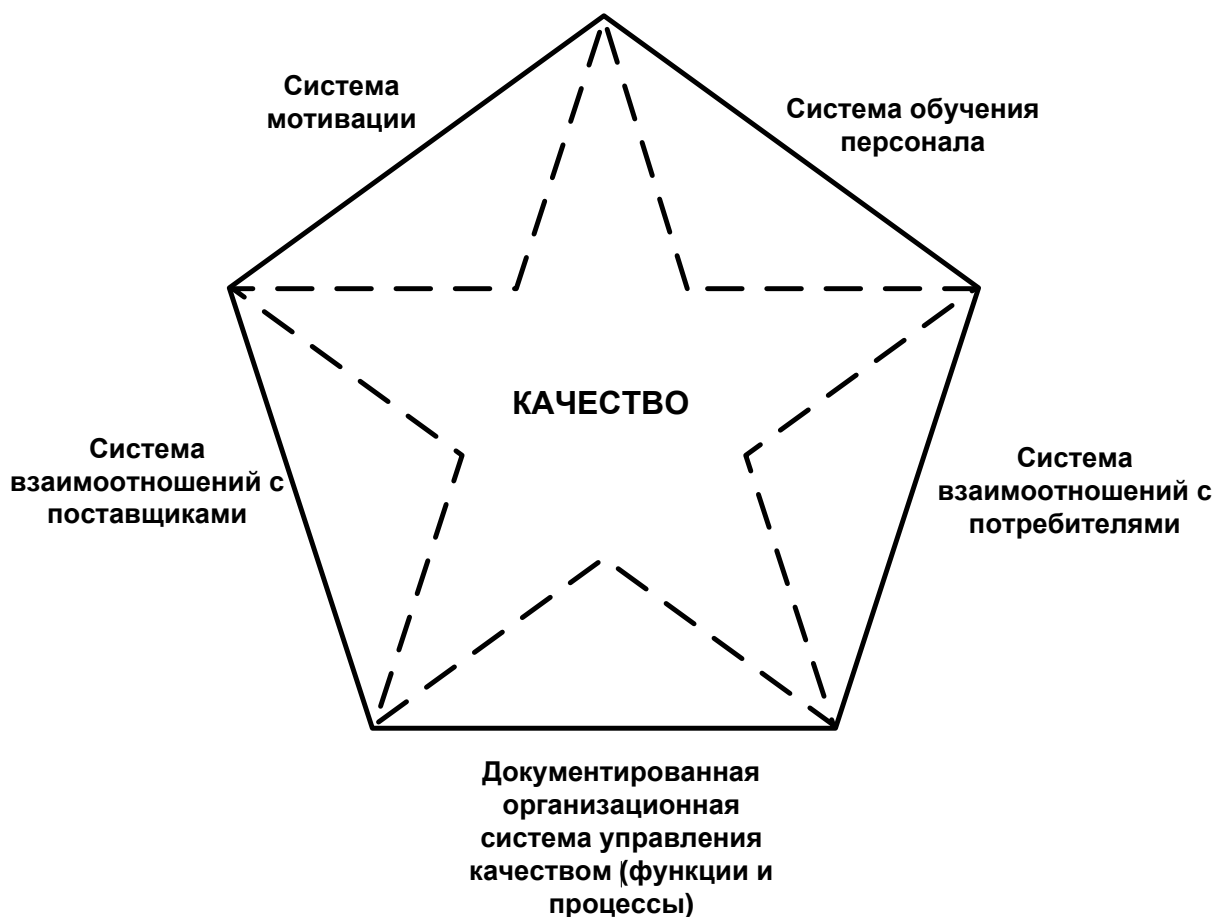 Система
мотивации
Система обучения
персонала
КАЧЕСТВО
Система
взаимоотношений с
поставщиками
Система
взаимоотношений с
потребителями
Документированная
организационная
система управления
качеством (функции и
процессы)